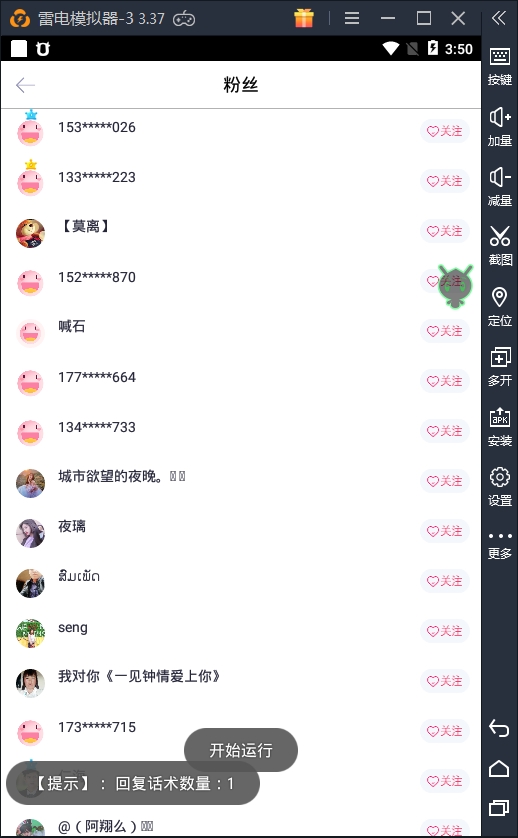 雷电模拟器-3 3.37
3:50
粉丝
153*****026 关注
133*****223 关注
【莫离】 关注
152*****870
喊石 关注
177*****664 关注
134*****733 关注
城市欲望的夜晚。 关注
夜璃 关注
ສົມເພັດ 关注
seng 关注
我对你《一见钟情爱上你》 关注
173*****715 关注
开始运行
关注
【提示】： 回复话术数量：1
@（阿翔么） 关注
按键
加量
减量
截图
定位
多开
APK
安装
设置
更多